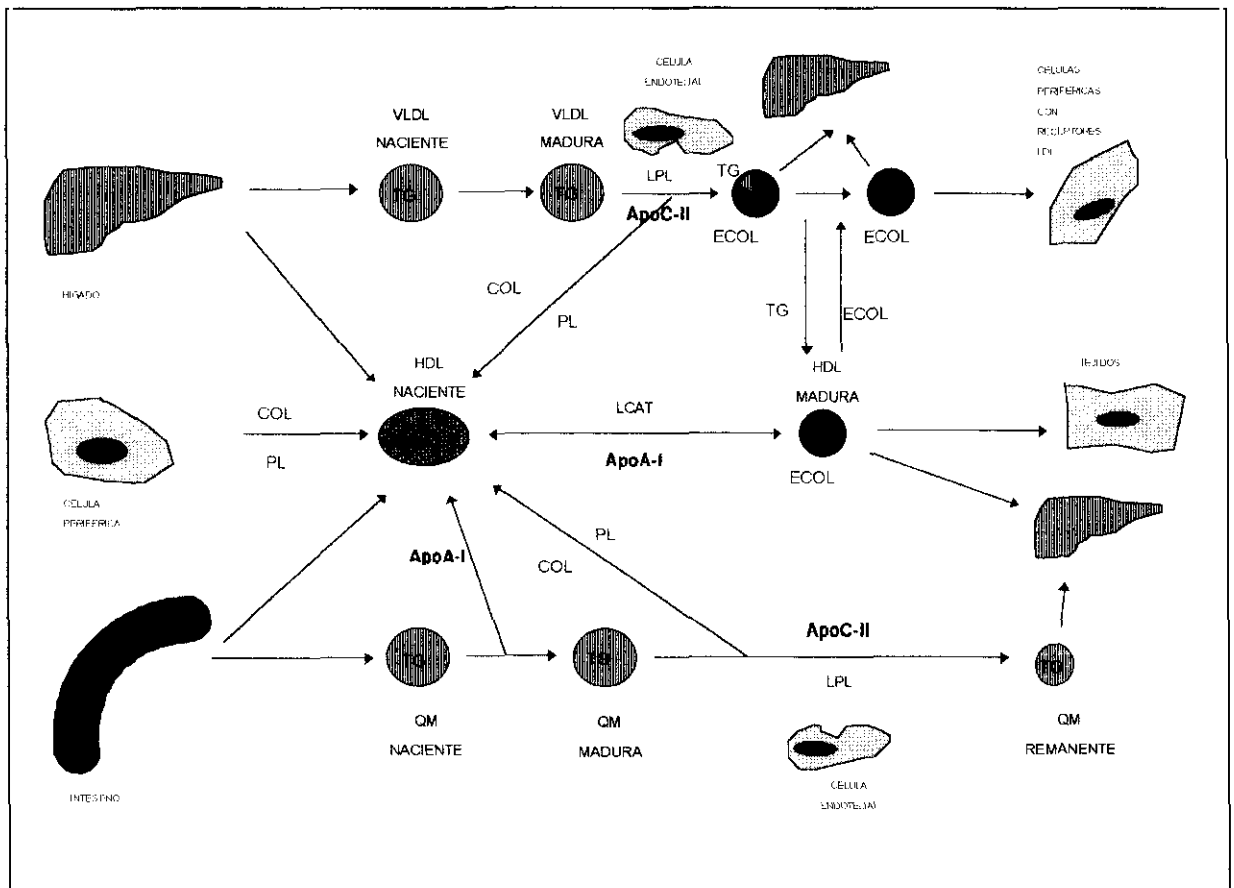 CELULA
ENDOTELIAL
CELULAS
PERIFERICAS
CON
RECEPTORES
LDL
VLDL
NACIENTE
VLDL
MADURA
TG
TG
LPL
ApoC-II
TG
ECOL
ECOL
HIGADO
COL
PL
TG
ECOL
HDL
NACIENTE
HDL
MADURA
TEJIDOS
COL
PL
LCAT
ApoA-I
ECOL
CELULA
PERIFERICA
ApoA-I
PL
COL
ApoC-II
LPL
TG
TG
TG
QM
NACIENTE
QM
MADURA
QM
REMANENTE
CELULA
ENDOTELIAL
INTESTINO